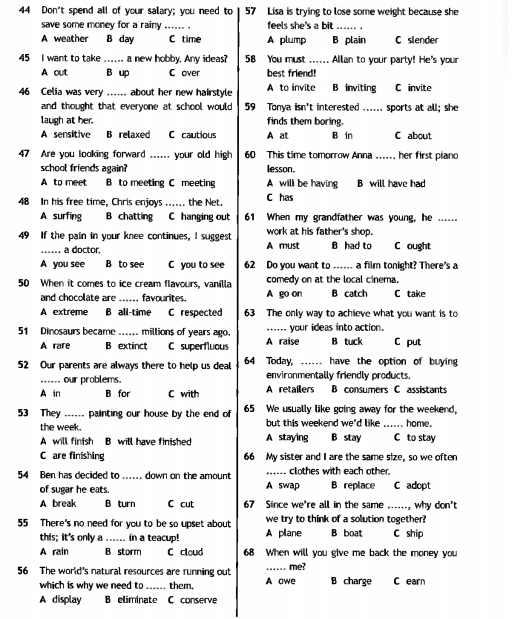 44 Don't spend all of your salary; you need to
save some money for a rainy ...... .
A weather B day C time
45 I want to take ...... a new hobby. Any ideas?
A out B up C over
46 Celia was very ...... about her new hairstyle
and thought that everyone at school would
laugh at her.
A sensitive B relaxed C cautious
47 Are you looking forward ...... your old high
school friends again?
A to meet B to meeting C meeting
48 In his free time, Chris enjoys ...... the Net.
A surfing B chatting C hanging out
49 If the pain in your knee continues, I suggest
...... a doctor.
A you see B to see C you to see
50 When it comes to ice cream flavours, vanilla
and chocolate are ...... favourites.
A extreme B all-time C respected
51 Dinosaurs became ...... millions of years ago.
A rare B extinct C superfluous
52 Our parents are always there to help us deal
...... our problems.
A in B for C with
53 They ...... painting our house by the end of
the week.
A will finish B will have finished
C are finishing
54 Ben has decided to ...... down on the amount
of sugar he eats.
A break B turn C cut
55 There's no need for you to be so upset about
this; it's only a ...... in a teacup!
A rain B storm C cloud
56 The world's natural resources are running out
which is why we need to ...... them.
A display B eliminate C conserve
57 Lisa is trying to lose some weight because she
feels she's a bit ...... .
A plump B plain C slender
58 You must ...... Allan to your party! He's your
best friend!
A to invite B inviting C invite
59 Tonya isn't interested ...... sports at all; she
finds them boring.
A at B in C about
60 This time tomorrow Anna ...... her first piano
lesson.
A will be having B will have had
C has
61 When my grandfather was young, he ......
work at his father's shop.
A must B had to C ought
62 Do you want to ...... a film tonight? There's a
comedy on at the local cinema.
A go on B catch C take
63 The only way to achieve what you want is to
...... your ideas into action.
A raise B tuck C put
64 Today, ...... have the option of buying
environmentally friendly products.
A retailers B consumers C assistants
65 We usually like going away for the weekend,
but this weekend we'd like ...... home.
A staying B stay C to stay
66 My sister and I are the same size, so we often
...... clothes with each other.
A swap B replace C adopt
67 Since we're all in the same ......, why don't
we try to think of a solution together?
A plane B boat C ship
68 When will you give me back the money you
...... me?
A owe B charge C earn